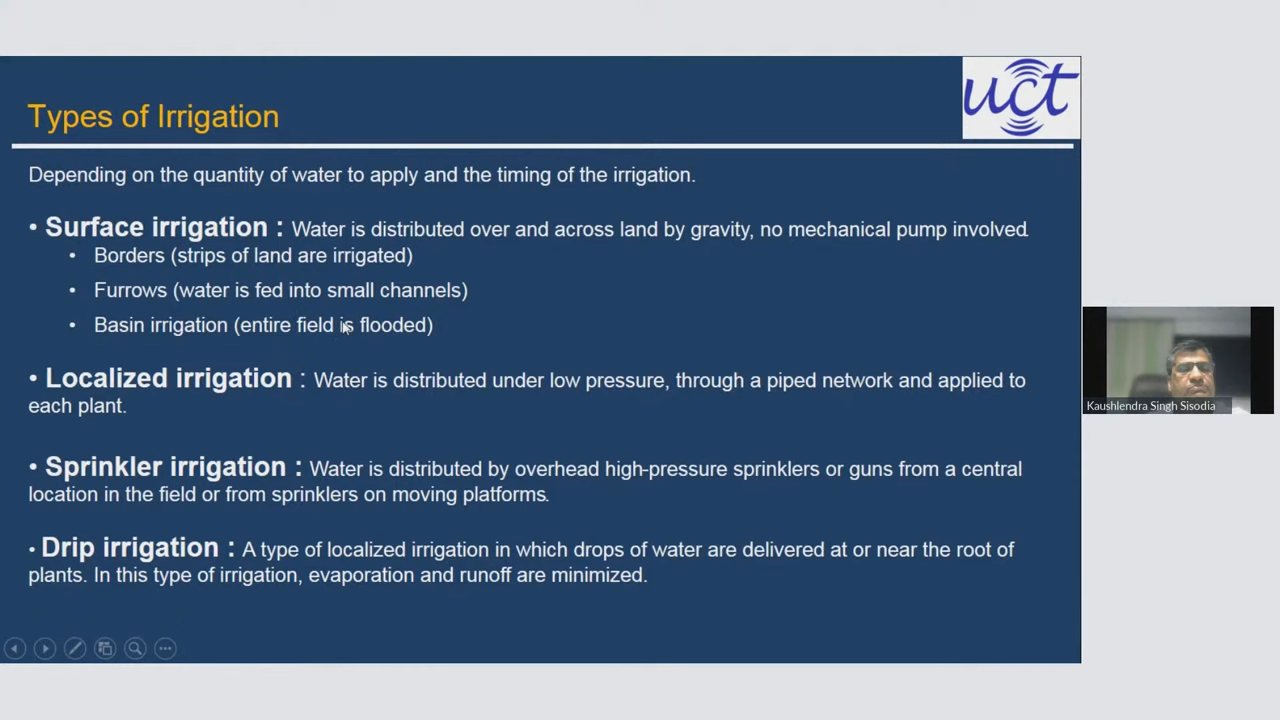 uct
Types of Irrigation
Depending on the quantity of water to apply and the timing of the irrigation.
• Surface irrigation : Water is distributed over and across land by gravity, no mechanical pump involved.
• Borders (strips of land are irrigated)
• Furrows (water is fed into small channels)
• Basin irrigation (entire field is flooded)
• Localized irrigation : Water is distributed under low pressure, through a piped network and applied to
each plant.
• Sprinkler irrigation : Water is distributed by overhead high-pressure sprinklers or guns from a central
location in the field or from sprinklers on moving platforms.
• Drip irrigation : A type of localized irrigation in which drops of water are delivered at or near the root of
plants. In this type of irrigation, evaporation and runoff are minimized.
Kaushlendra Singh Sisodia